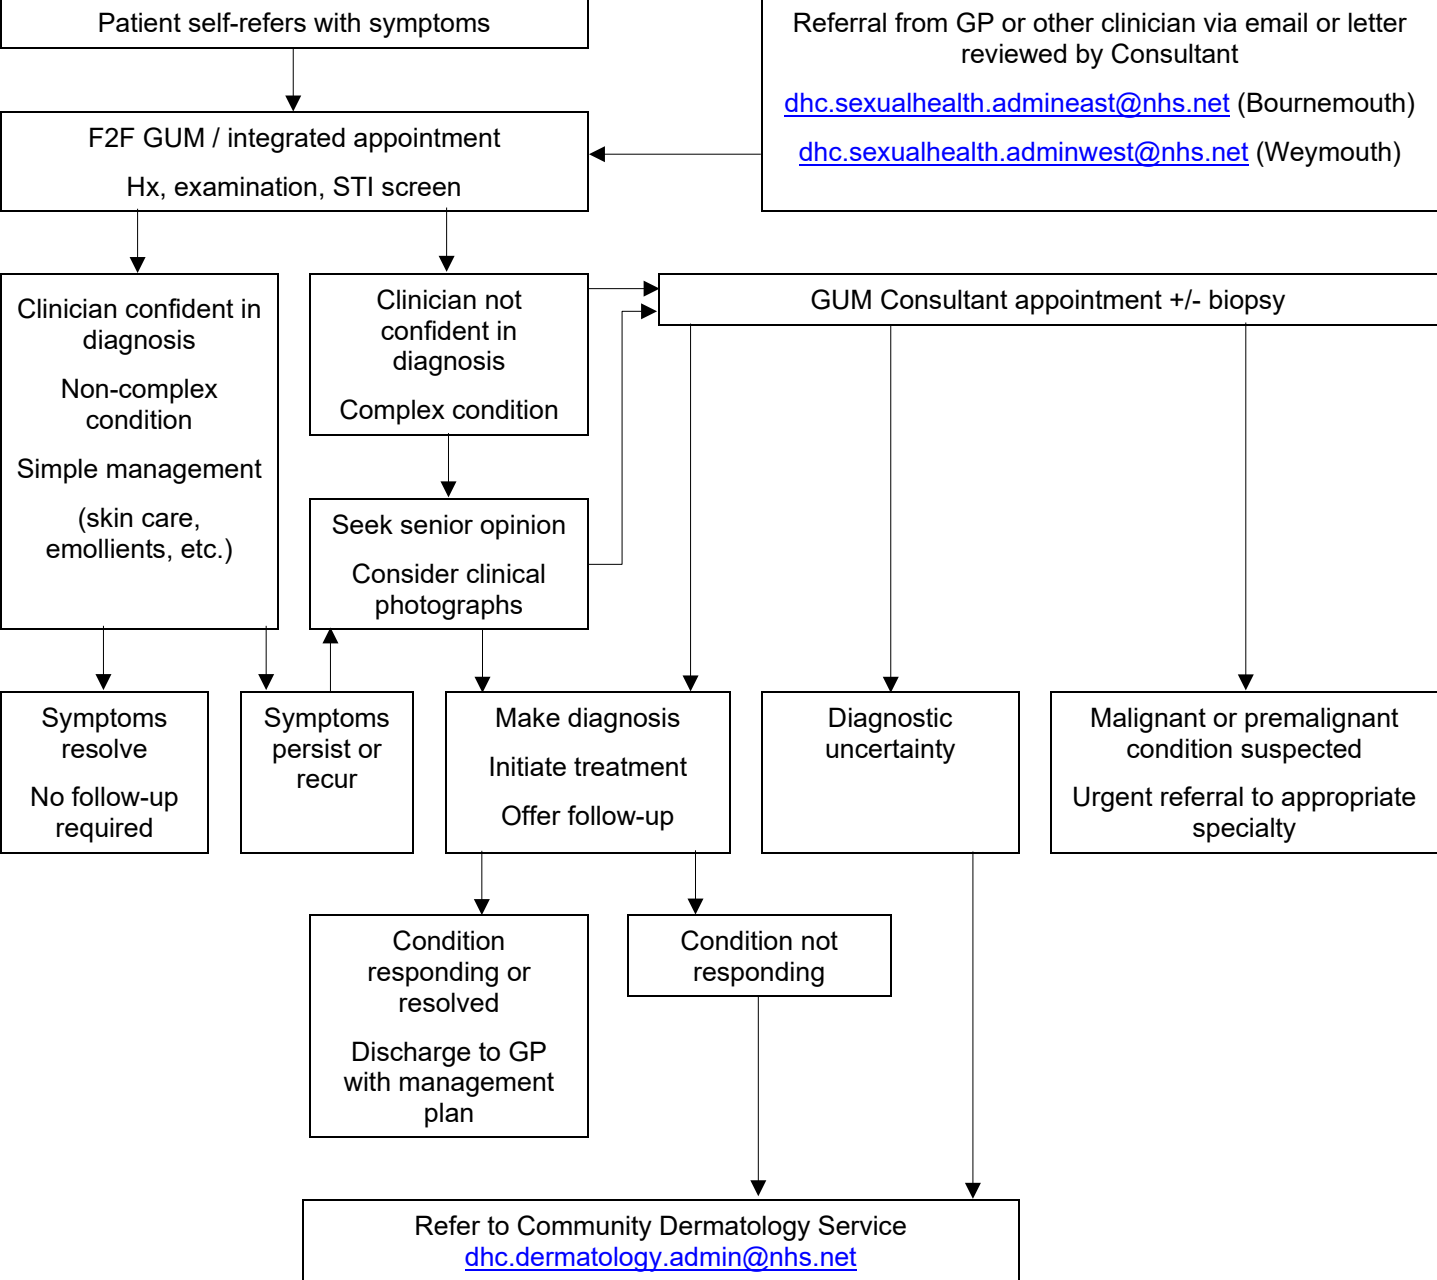 Patient self-refers with symptoms
Referral from GP or other clinician via email or letter
reviewed by Consultant
dhc.sexualhealth.admineast@nhs.net (Bournemouth)
dhc.sexualhealth.adminwest@nhs.net (Weymouth)
F2F GUM / integrated appointment
Hx, examination, STI screen
Clinician confident in
diagnosis
Non-complex
condition
Simple management
(skin care,
emollients, etc.)
Clinician not
confident in
diagnosis
Complex condition
GUM Consultant appointment +/- biopsy
Seek senior opinion
Consider clinical
photographs
Symptoms
resolve
No follow-up
required
Symptoms
persist or
recur
Make diagnosis
Initiate treatment
Offer follow-up
Diagnostic
uncertainty
Malignant or premalignant
condition suspected
Urgent referral to appropriate
specialty
Condition
responding or
resolved
Discharge to GP
with management
plan
Condition not
responding
Refer to Community Dermatology Service
dhc.dermatology.admin@nhs.net